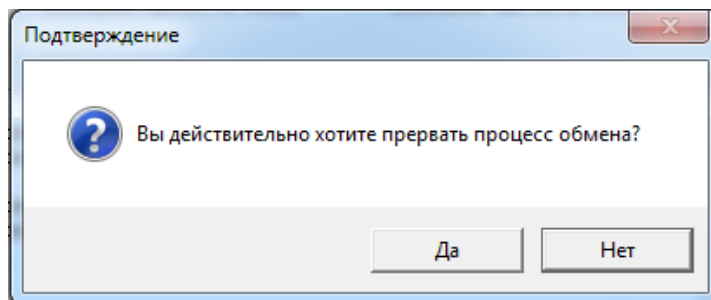 Подтверждение
Вы действительно хотите прервать процесс обмена?
Да Нет